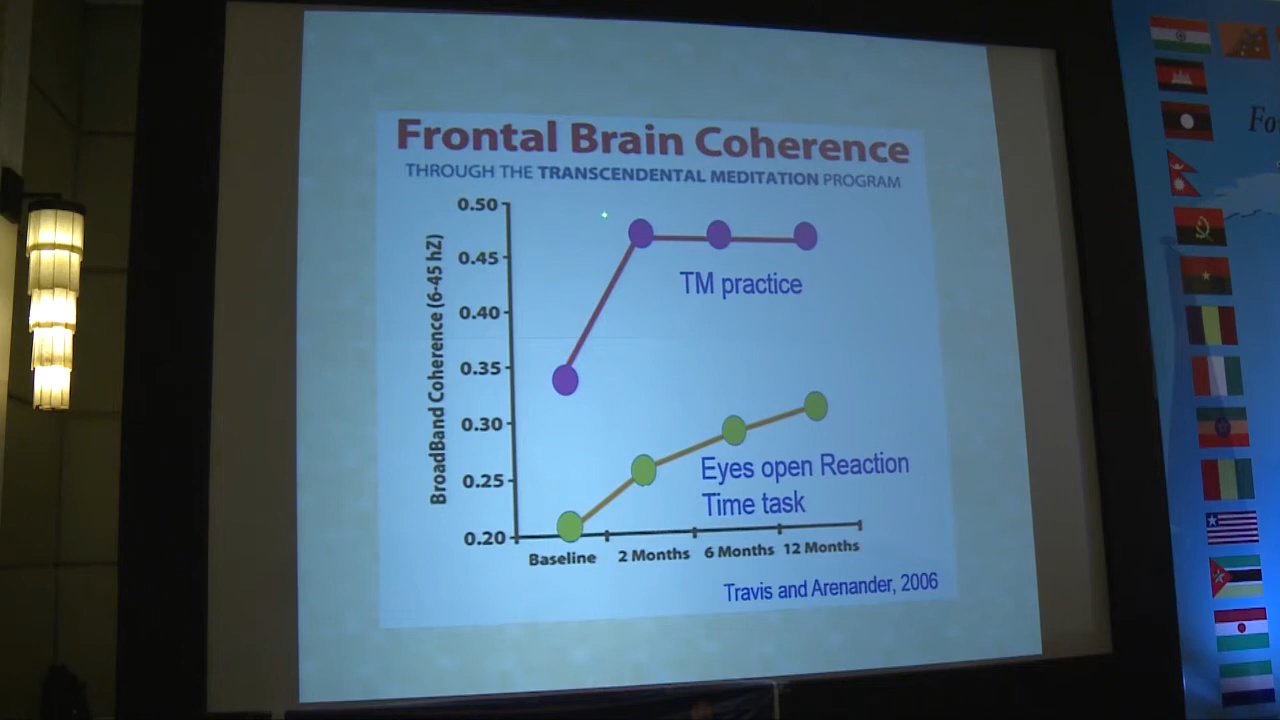 Frontal Brain Coherence
THROUGH THE TRANSCENDENTAL MEDITATION PROGRAM
BroadBand Coherence (6-45 hZ)
0.50
0.45
0.40
0.35
0.30
0.25
0.20
TM practice
Eyes open Reaction
Time task
Baseline 2 Months 6 Months 12 Months
Travis and Arenander, 2006
Fo